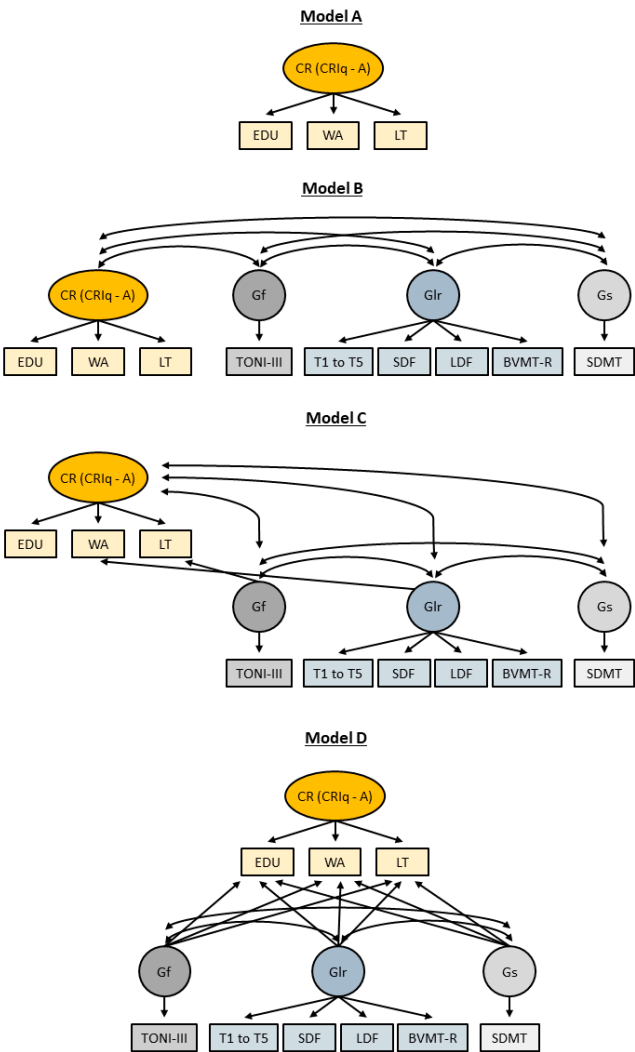 Model A
CR (CRIq - A)
EDU WA LT
Model B
CR (CRIq - A) Gf Glr Gs
EDU WA LT TONI-III T1 to T5 SDF LDF BVMT-R SDMT
Model C
CR (CRIq - A)
EDU WA LT
Gf Glr Gs
TONI-III T1 to T5 SDF LDF BVMT-R SDMT
Model D
CR (CRIq - A)
EDU WA LT
Gf Glr Gs
TONI-III T1 to T5 SDF LDF BVMT-R SDMT